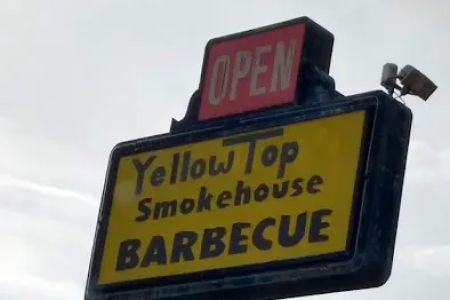 OPEN
Yellow Top
Smokehouse
BARBECUE